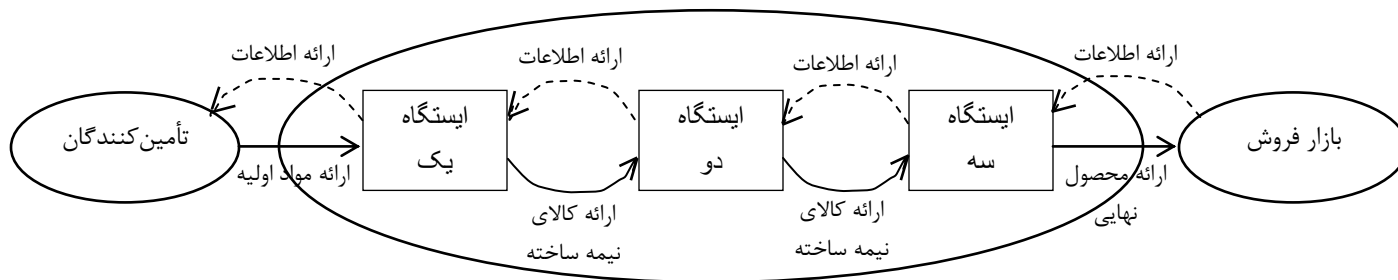 ارائه اطلاعات
ارائه اطلاعات
ارائه اطلاعات
ارائه اطلاعات
بازار فروش
ایستگاه
سه
ایستگاه
دو
ایستگاه
یک
تأمین‌کنندگان
ارائه محصول
نهایی
ارائه کالای
نیمه ساخته
ارائه کالای
نیمه ساخته
ارائه مواد اولیه